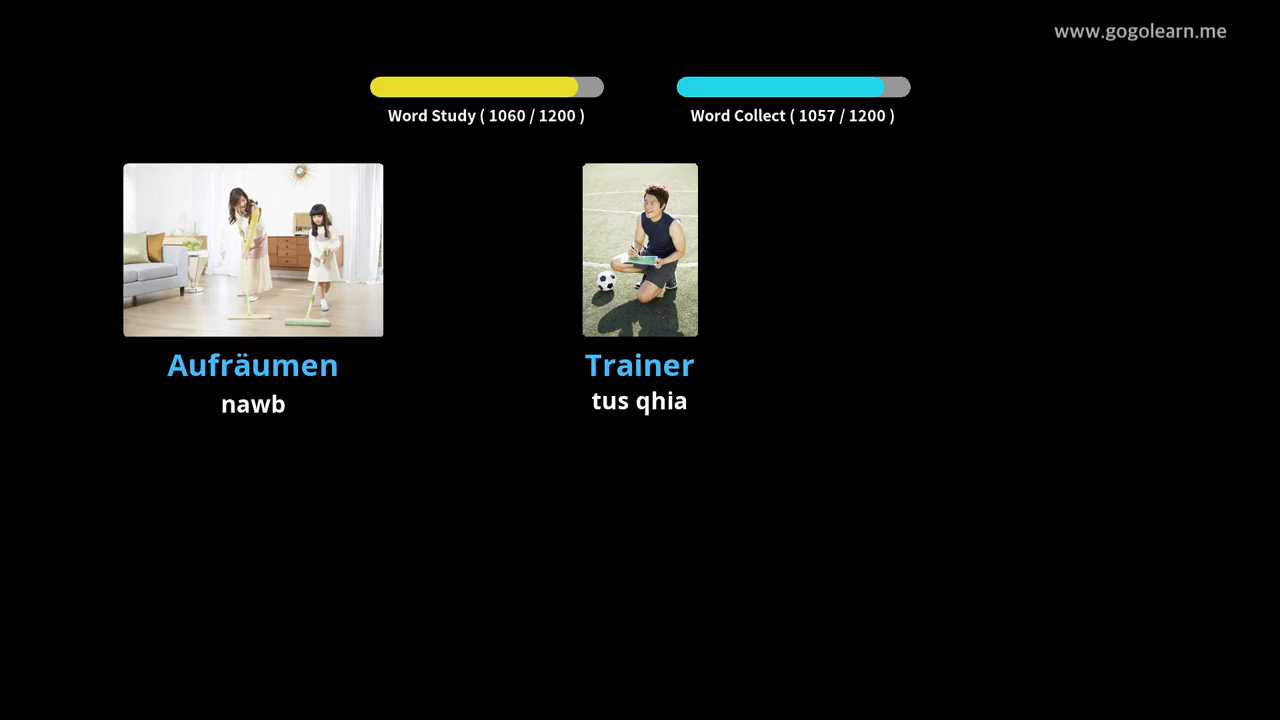 www.gogolearn.me
Word Study ( 1060 / 1200 )
Word Collect ( 1057 / 1200 )
Aufräumen
nawb
Trainer
tus qhia